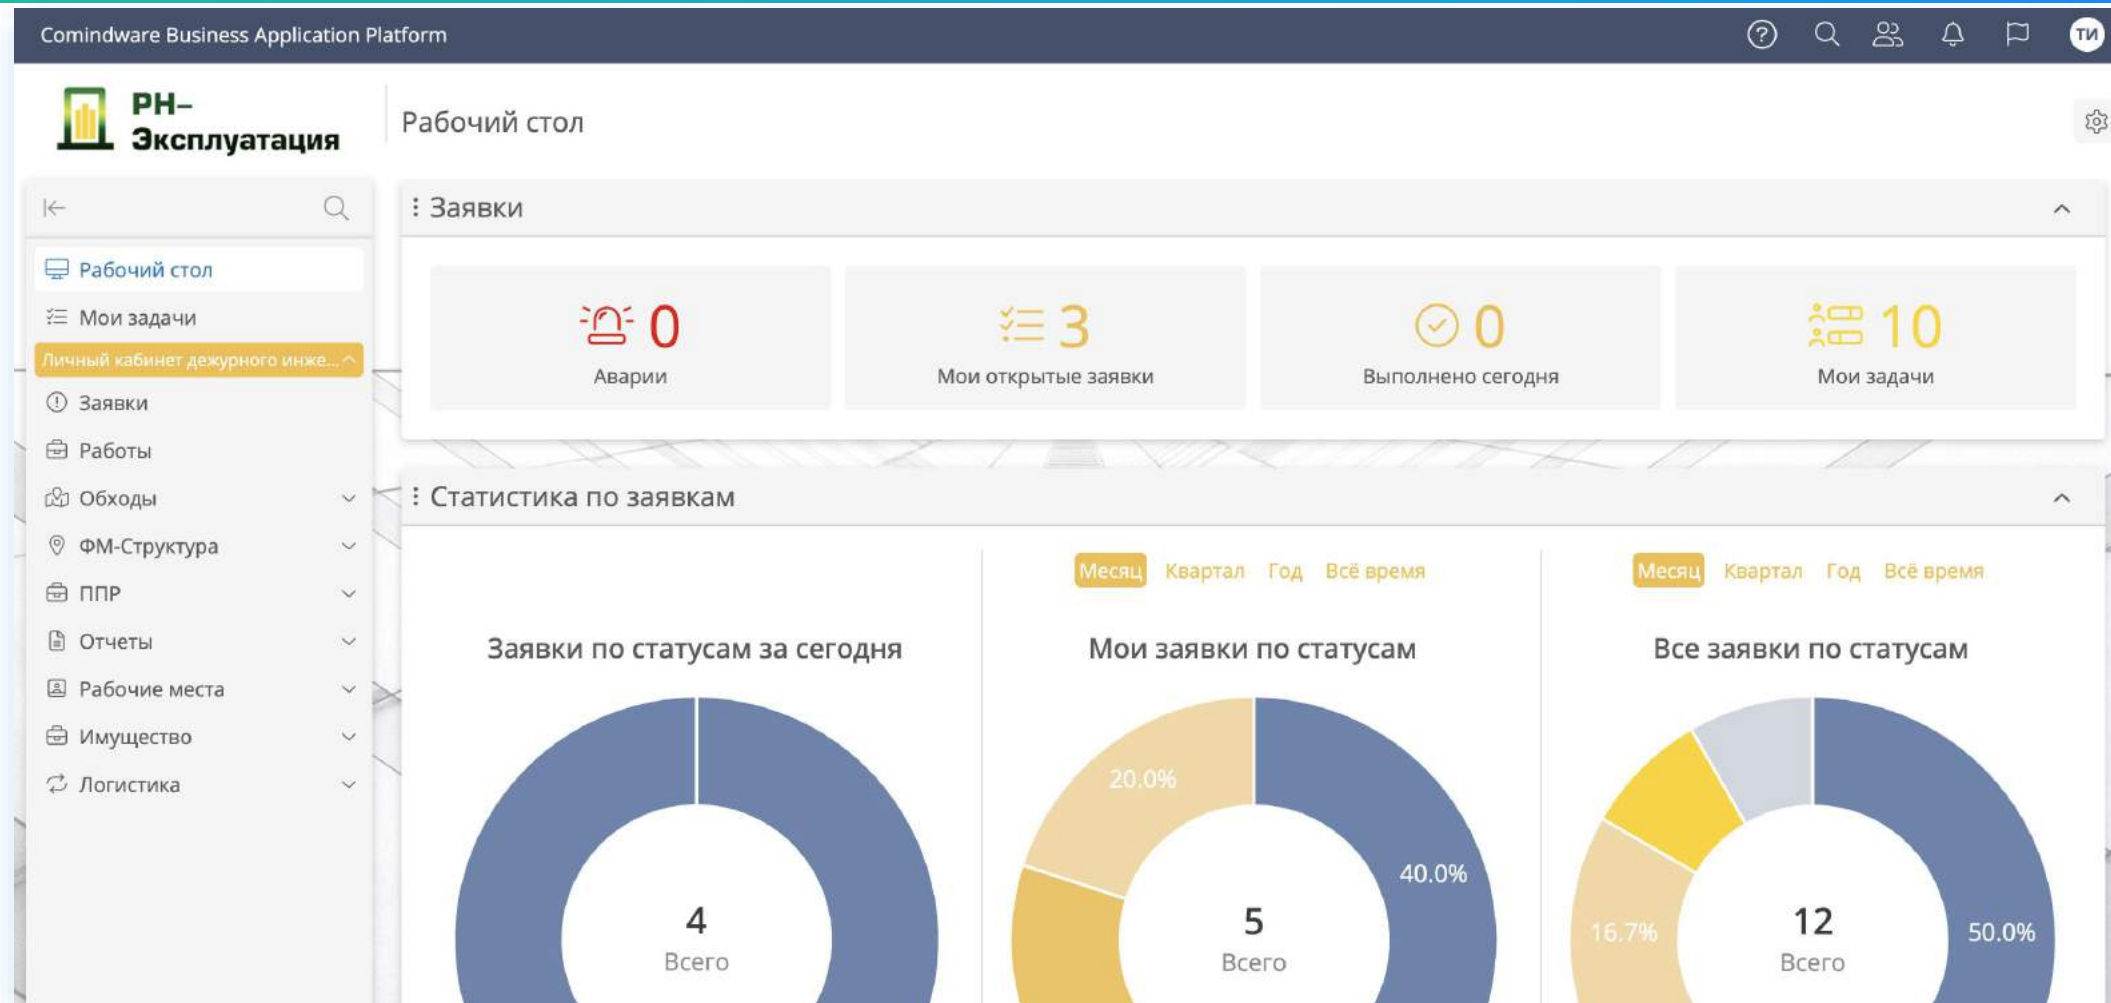 Comindware Business Application Platform
ТИ
РН–
Эксплуатация
Рабочий стол
Рабочий стол
Мои задачи
Личный кабинет дежурного инже...
Заявки
Работы
Обходы
ФМ-Структура
ППР
Отчеты
Рабочие места
Имущество
Логистика
Заявки
0
Аварии
3
Мои открытые заявки
0
Выполнено сегодня
10
Мои задачи
Статистика по заявкам
Заявки по статусам за сегодня
4
Всего
Месяц Квартал Год Всё время
Мои заявки по статусам
20.0%
40.0%
5
Всего
Месяц Квартал Год Всё время
Все заявки по статусам
16.7%
50.0%
12
Всего